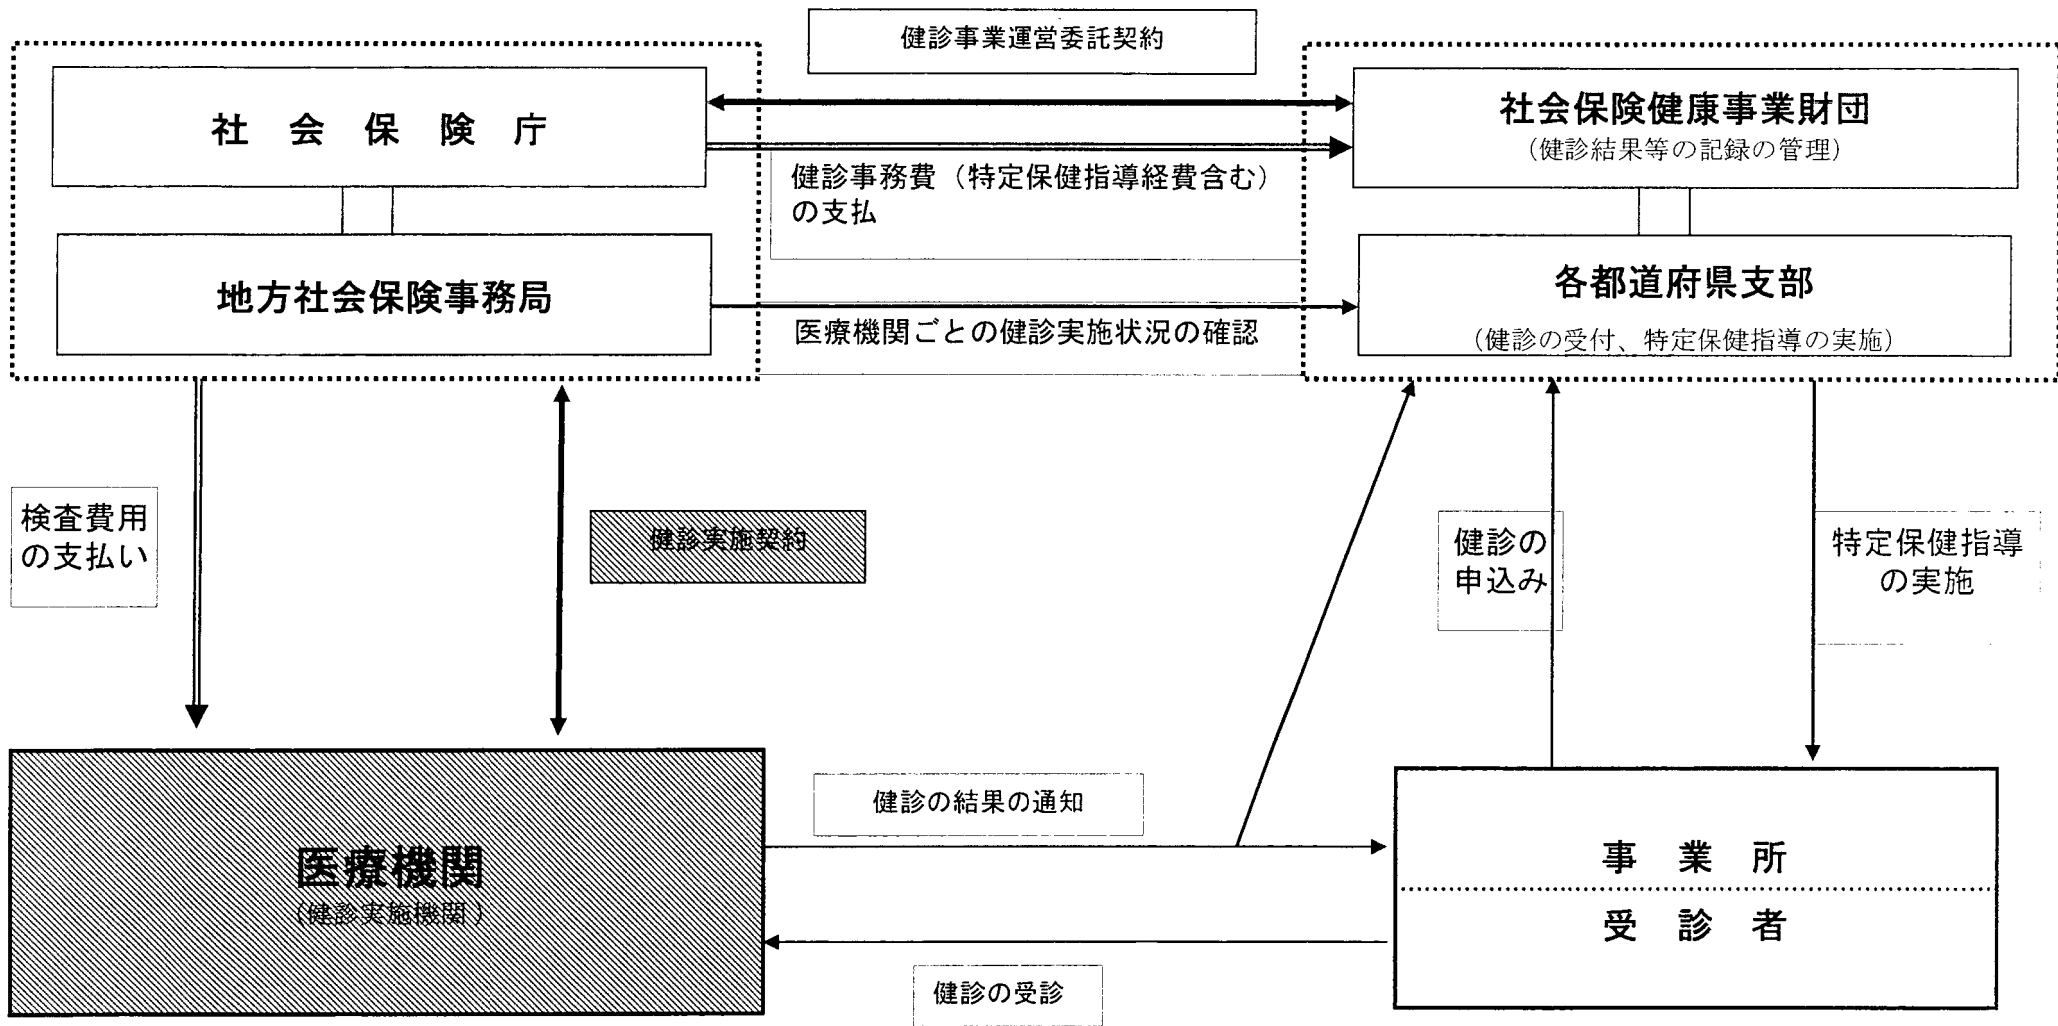 健診事業運営委託契約
社 会 保 険 庁
社会保険健康事業財団
(健診結果等の記録の管理)
健診事務費（特定保健指導経費含む）
の支払
地方社会保険事務局
各都道府県支部
(健診の受付、特定保健指導の実施)
医療機関ごとの健診実施状況の確認
検査費用
の支払い
健診実施契約
健診の
申込み
特定保健指導
の実施
健診の結果の通知
医療機関
(健診実施機関)
事 業 所
受 診 者
健診の受診